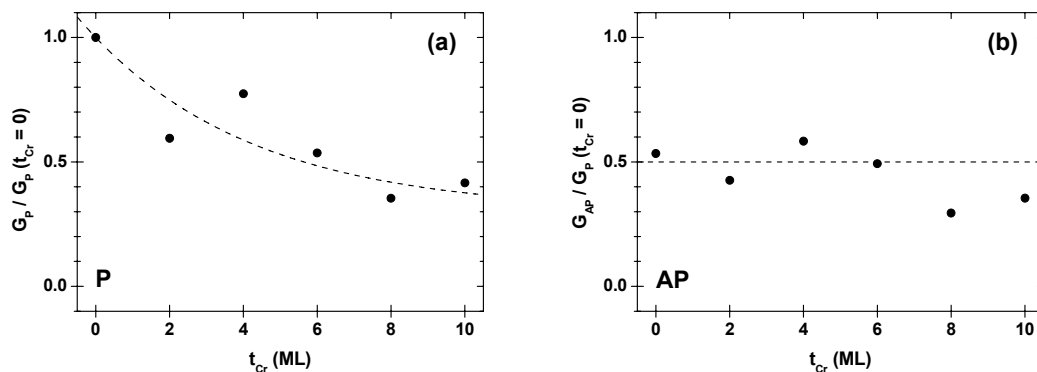 (a)
1.0
0.5
0.0
G_P / G_P (t_Cr = 0)
P
0 2 4 6 8 10
t_Cr (ML)
(b)
1.0
0.5
0.0
G_AP / G_P (t_Cr = 0)
AP
0 2 4 6 8 10
t_Cr (ML)